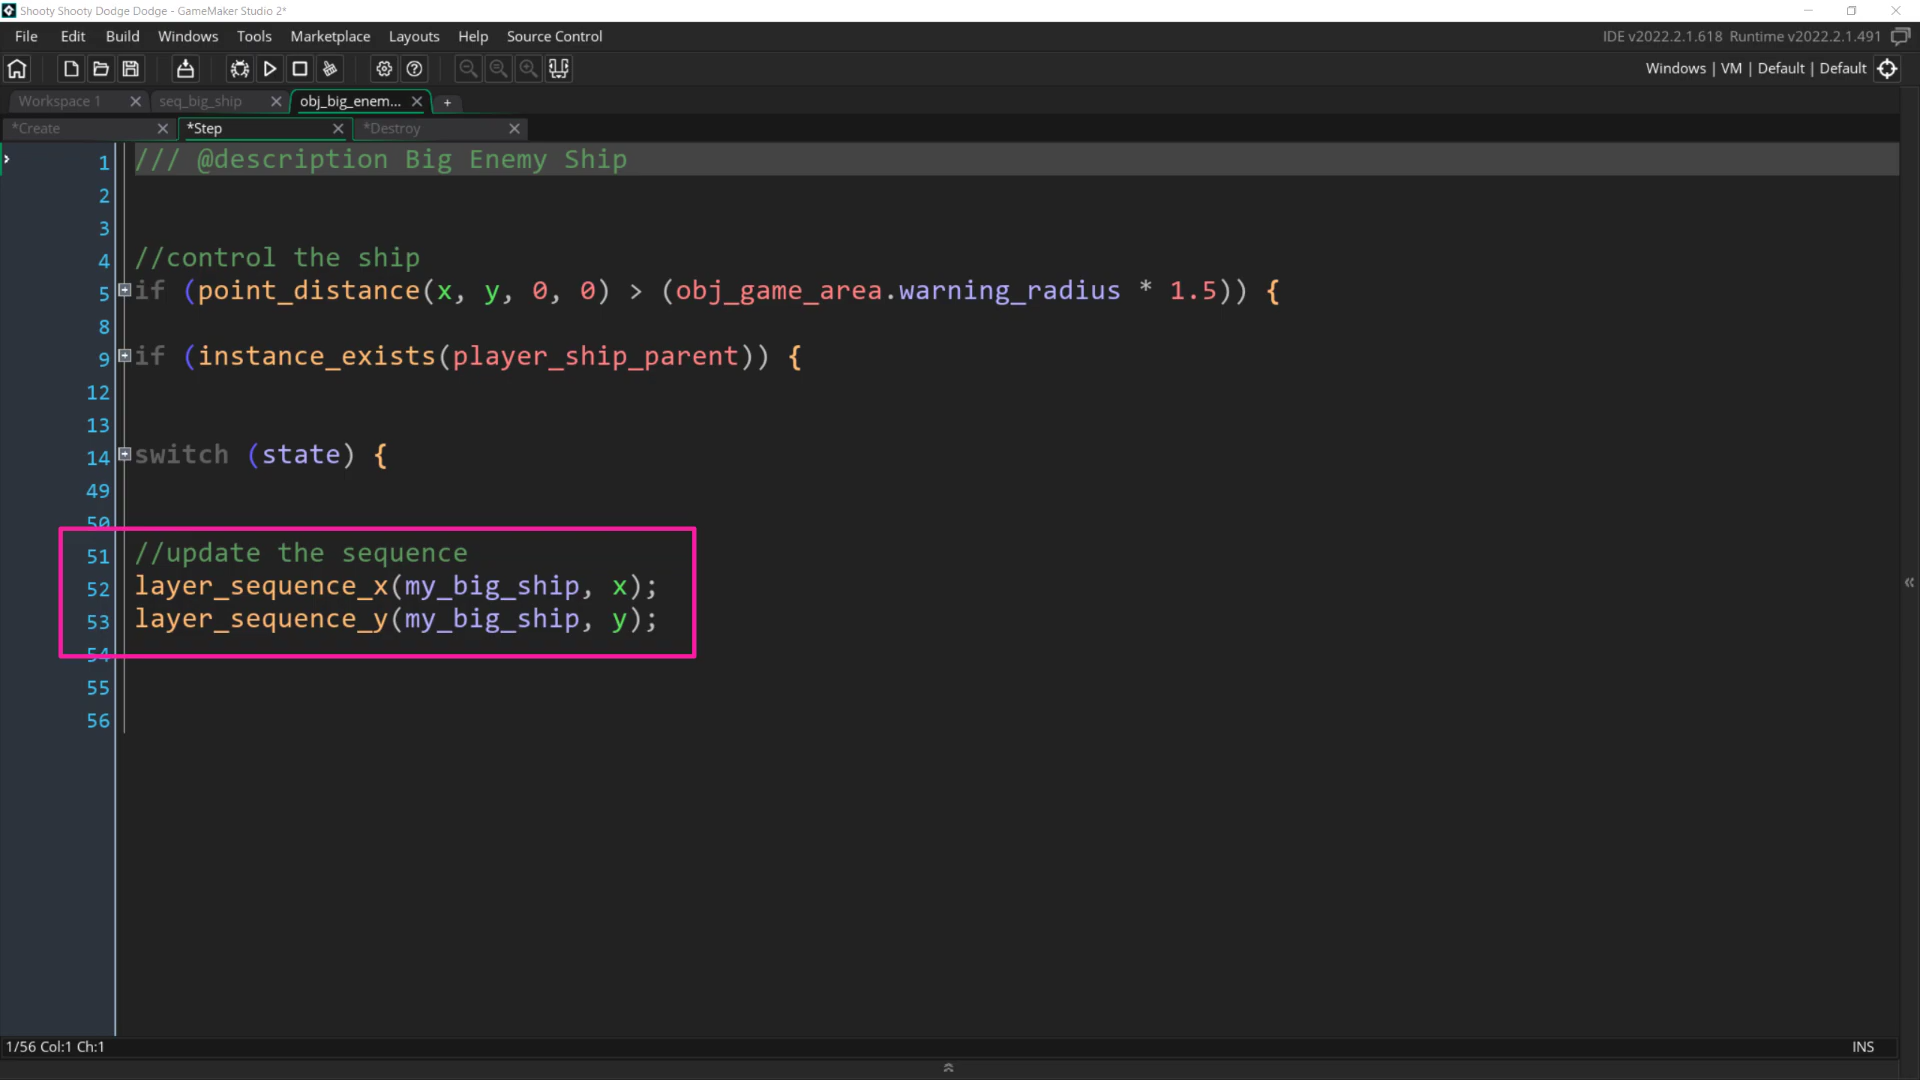 Shooty Shooty Dodge Dodge - GameMaker Studio 2*
File Edit Build Windows Tools Marketplace Layouts Help Source Control IDE v2022.2.1.618 Runtime v2022.2.1.491
Windows | VM | Default | Default
Workspace 1 seq_big_ship obj_big_enem... +
*Create *Step *Destroy
1 /// @description Big Enemy Ship
2
3
4 //control the ship
5 if (point_distance(x, y, 0, 0) > (obj_game_area.warning_radius * 1.5)) {
8
9 if (instance_exists(player_ship_parent)) {
12
13
14 switch (state) {
49
50
51 //update the sequence
52 layer_sequence_x(my_big_ship, x);
53 layer_sequence_y(my_big_ship, y);
54
55
56
1/56 Col:1 Ch:1 INS